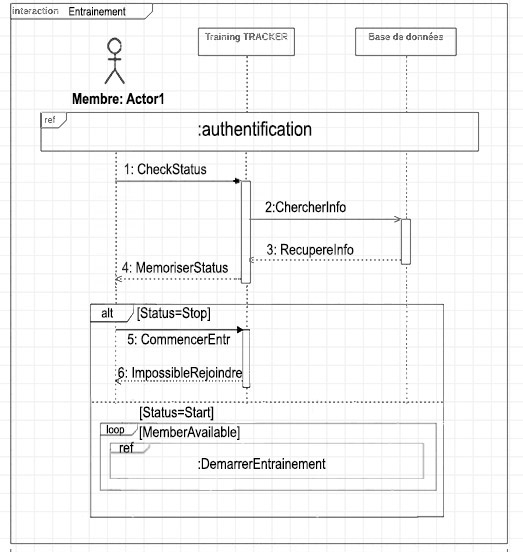 interaction Entrainement
Training TRACKER
Base de données
Membre: Actor1
ref
:authentification
1: CheckStatus
2:ChercherInfo
3: RecupereInfo
4: MemoriserStatus
alt [Status=Stop]
5: CommencerEntr
6: ImpossibleRejoindre
[Status=Start]
loop [MemberAvailable]
ref
:DemarrerEntrainement